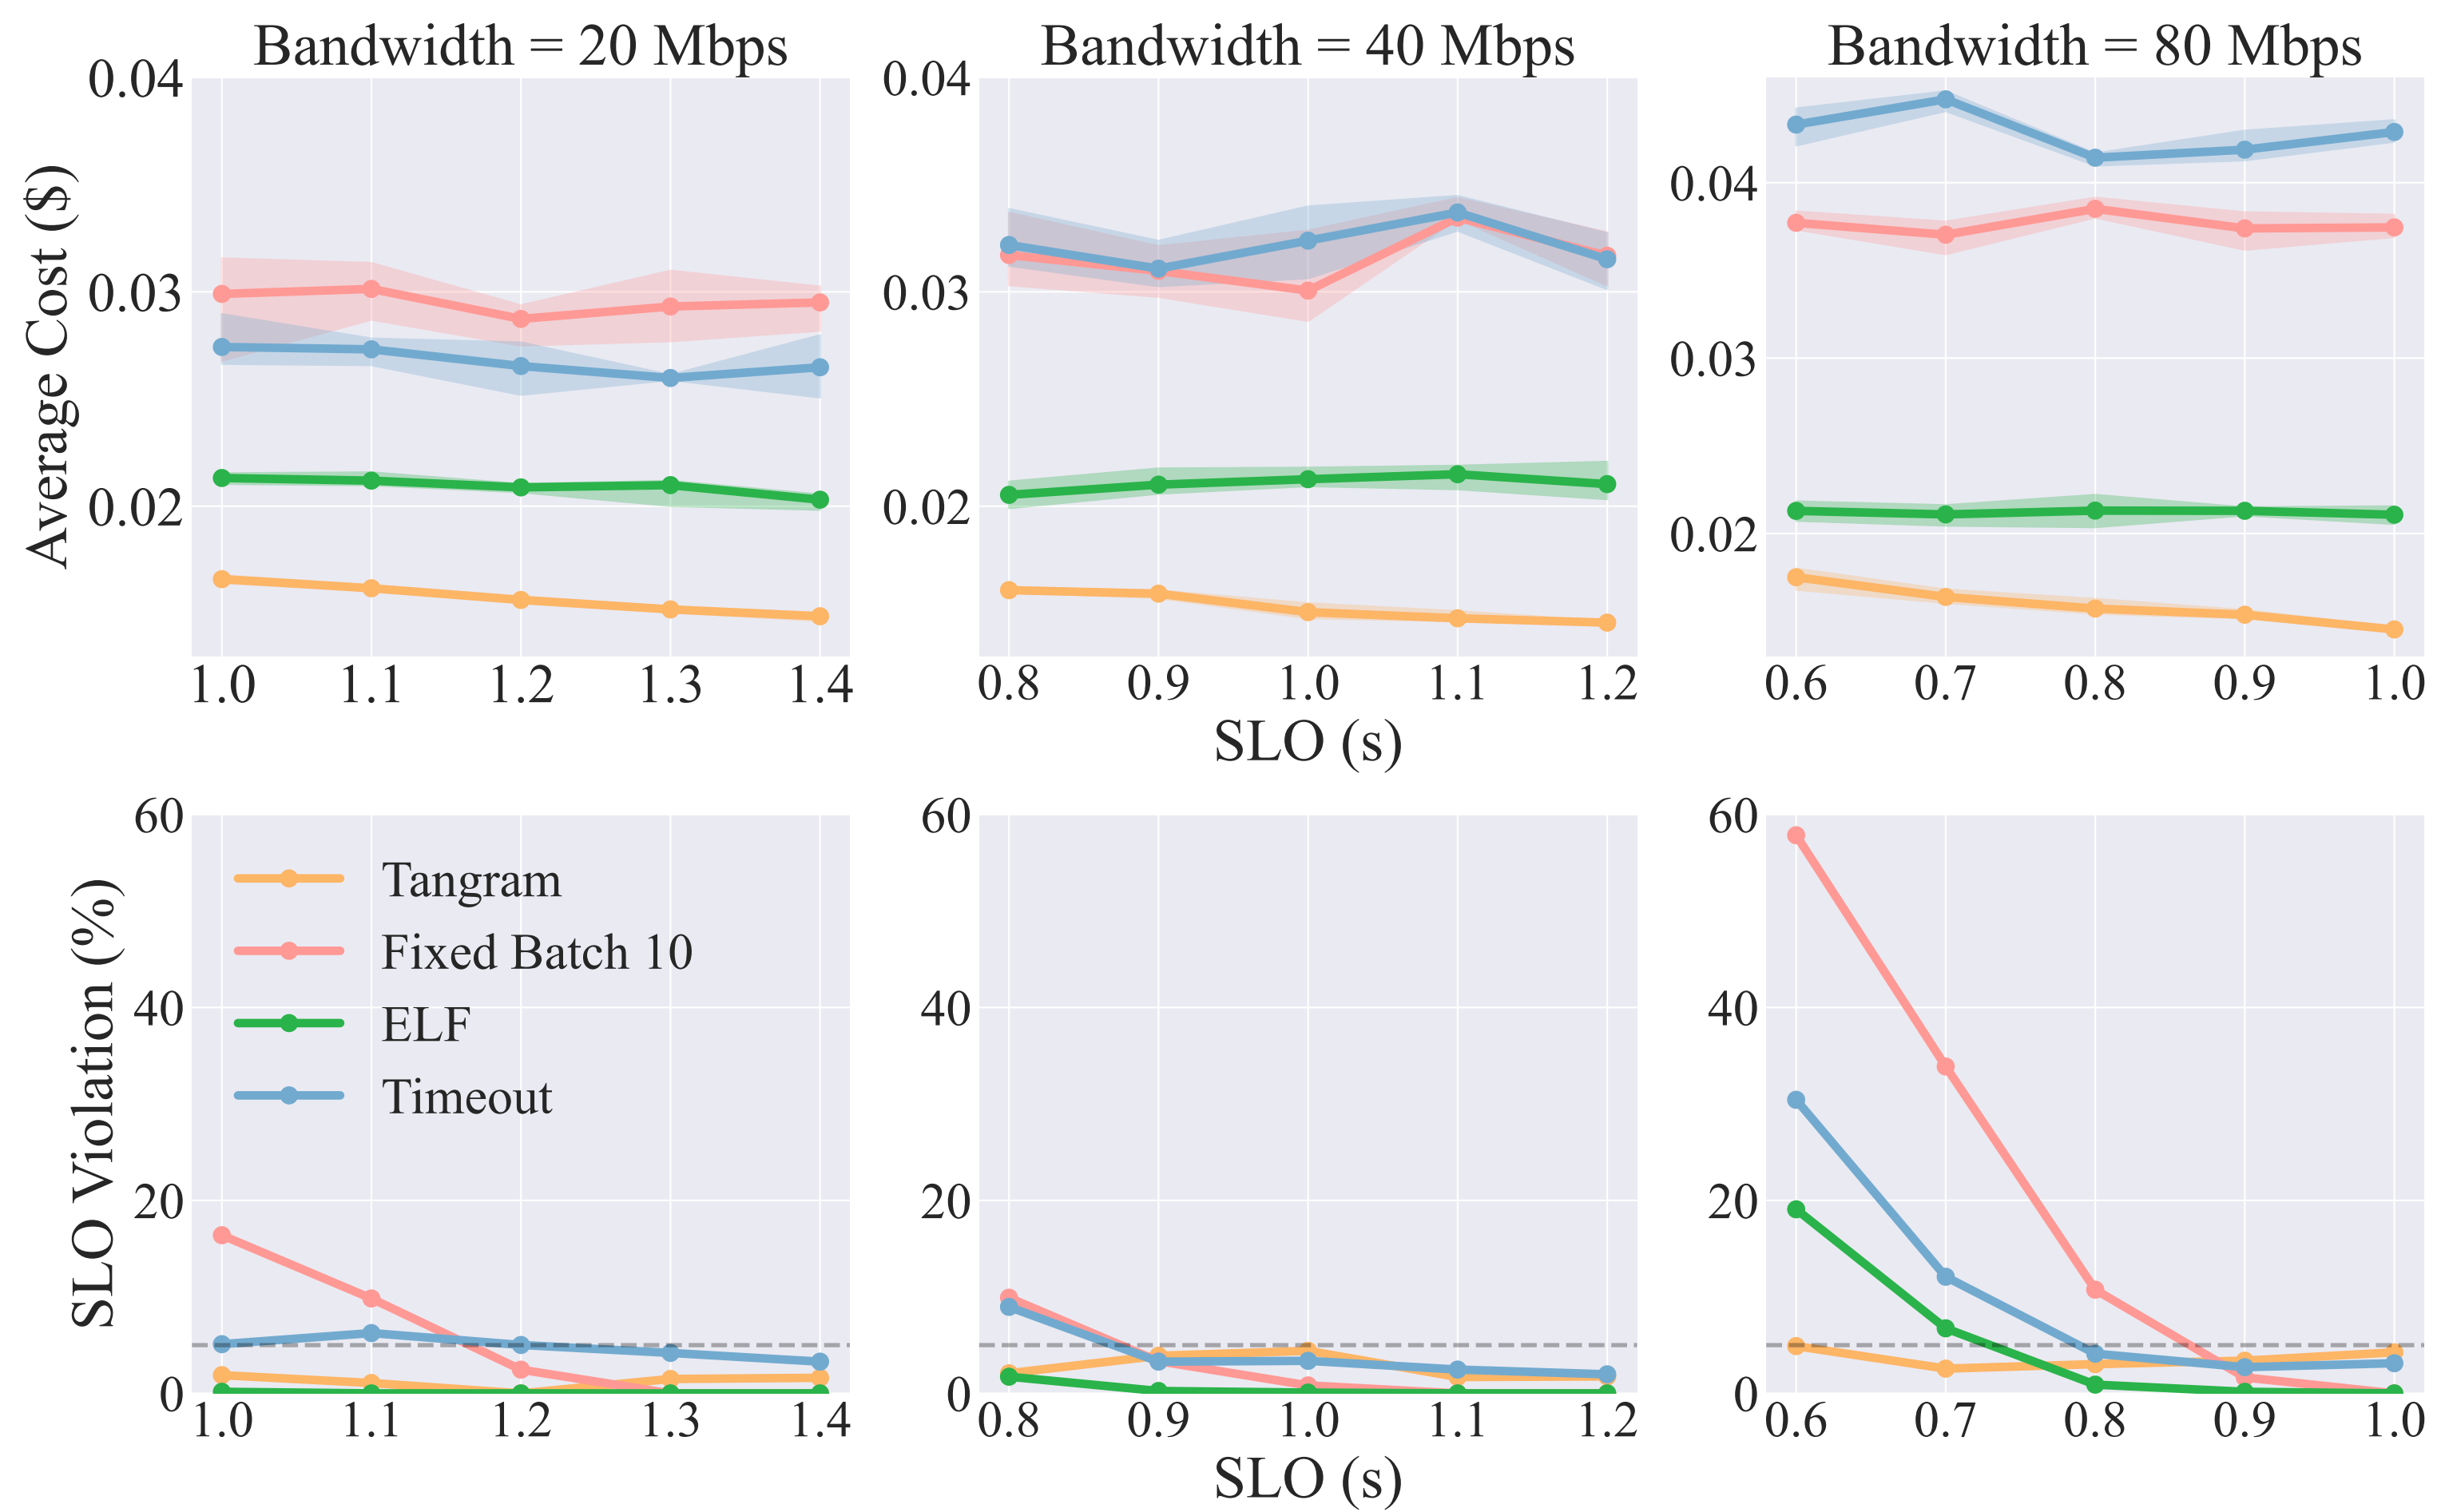 Bandwidth = 20 Mbps
Bandwidth = 40 Mbps
Bandwidth = 80 Mbps
Average Cost ($)
0.04
0.03
0.02
1.0 1.1 1.2 1.3 1.4
0.04
0.03
0.02
0.8 0.9 1.0 1.1 1.2
0.04
0.03
0.02
0.6 0.7 0.8 0.9 1.0
SLO (s)
SLO Violation (%)
60
40
20
0
Tangram
Fixed Batch 10
ELF
Timeout
1.0 1.1 1.2 1.3 1.4
60
40
20
0
0.8 0.9 1.0 1.1 1.2
60
40
20
0
0.6 0.7 0.8 0.9 1.0
SLO (s)